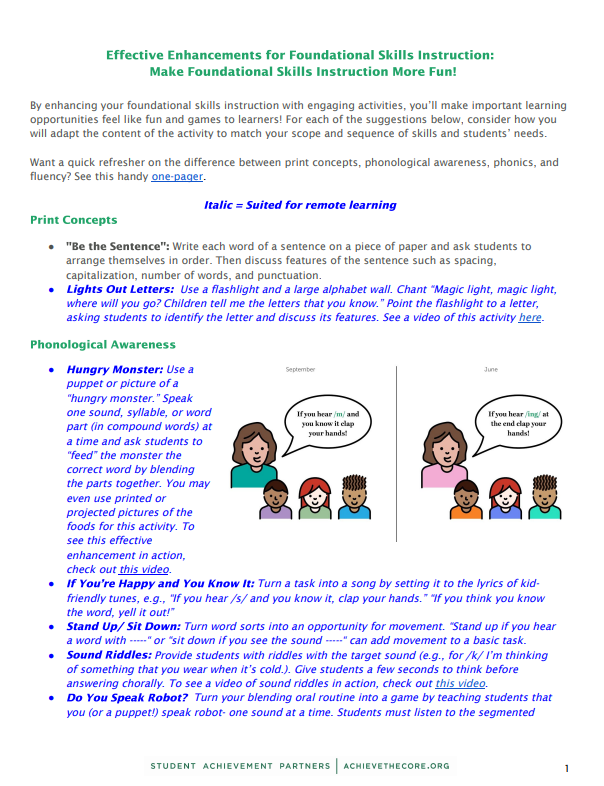 Effective Enhancements for Foundational Skills Instruction:
Make Foundational Skills Instruction More Fun!
By enhancing your foundational skills instruction with engaging activities, you’ll make important learning
opportunities feel like fun and games to learners! For each of the suggestions below, consider how you
will adapt the content of the activity to match your scope and sequence of skills and students’ needs.
Want a quick refresher on the difference between print concepts, phonological awareness, phonics, and
fluency? See this handy one-pager.
Italic = Suited for remote learning
Print Concepts
● "Be the Sentence": Write each word of a sentence on a piece of paper and ask students to
arrange themselves in order. Then discuss features of the sentence such as spacing,
capitalization, number of words, and punctuation.
● Lights Out Letters: Use a flashlight and a large alphabet wall. Chant “Magic light, magic light,
where will you go? Children tell me the letters that you know.” Point the flashlight to a letter,
asking students to identify the letter and discuss its features. See a video of this activity here.
Phonological Awareness
● Hungry Monster: Use a
puppet or picture of a
“hungry monster.” Speak
one sound, syllable, or word
part (in compound words) at
a time and ask students to
“feed” the monster the
correct word by blending
the parts together. You may
even use printed or
projected pictures of the
foods for this activity. To
see this effective
enhancement in action,
check out this video.
September
If you hear /m/ and
you know it clap
your hands!
June
If you hear /ing/ at
the end clap your
hands!
● If You’re Happy and You Know It: Turn a task into a song by setting it to the lyrics of kid-
friendly tunes, e.g., “If you hear /s/ and you know it, clap your hands.” “If you think you know
the word, yell it out!”
● Stand Up/ Sit Down: Turn word sorts into an opportunity for movement. “Stand up if you hear
a word with -----" or “sit down if you see the sound -----" can add movement to a basic task.
● Sound Riddles: Provide students with riddles with the target sound (e.g., for /k/ I’m thinking
of something that you wear when it’s cold.). Give students a few seconds to think before
answering chorally. To see a video of sound riddles in action, check out this video.
● Do You Speak Robot? Turn your blending oral routine into a game by teaching students that
you (or a puppet!) speak robot- one sound at a time. Students must listen to the segmented
STUDENT ACHIEVEMENT PARTNERS | ACHIEVETHECORE.ORG
1